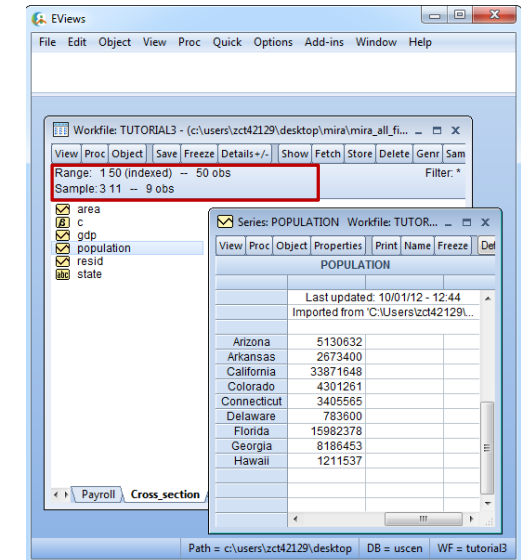 EViews
File Edit Object View Proc Quick Options Add-ins Window Help
Workfile: TUTORIAL3 - (c:\users\zct42129\desktop\mira\mira_all_fi...
View Proc Object Save Freeze Details+/- Show Fetch Store Delete Genr Sam
Range: 1 50 (indexed) -- 50 obs Filter: *
Sample: 3 11 -- 9 obs
area
c
gdp
population
resid
abc state
Series: POPULATION Workfile: TUTOR...
View Proc Object Properties Print Name Freeze Def
POPULATION
Last updated: 10/01/12 - 12:44
Imported from 'C:\Users\zct42129\...
Arizona 5130632
Arkansas 2673400
California 33871648
Colorado 4301261
Connecticut 3405565
Delaware 783600
Florida 15982378
Georgia 8186453
Hawaii 1211537
Payroll Cross_section
Path = c:\users\zct42129\desktop DB = uscen WF = tutorial3